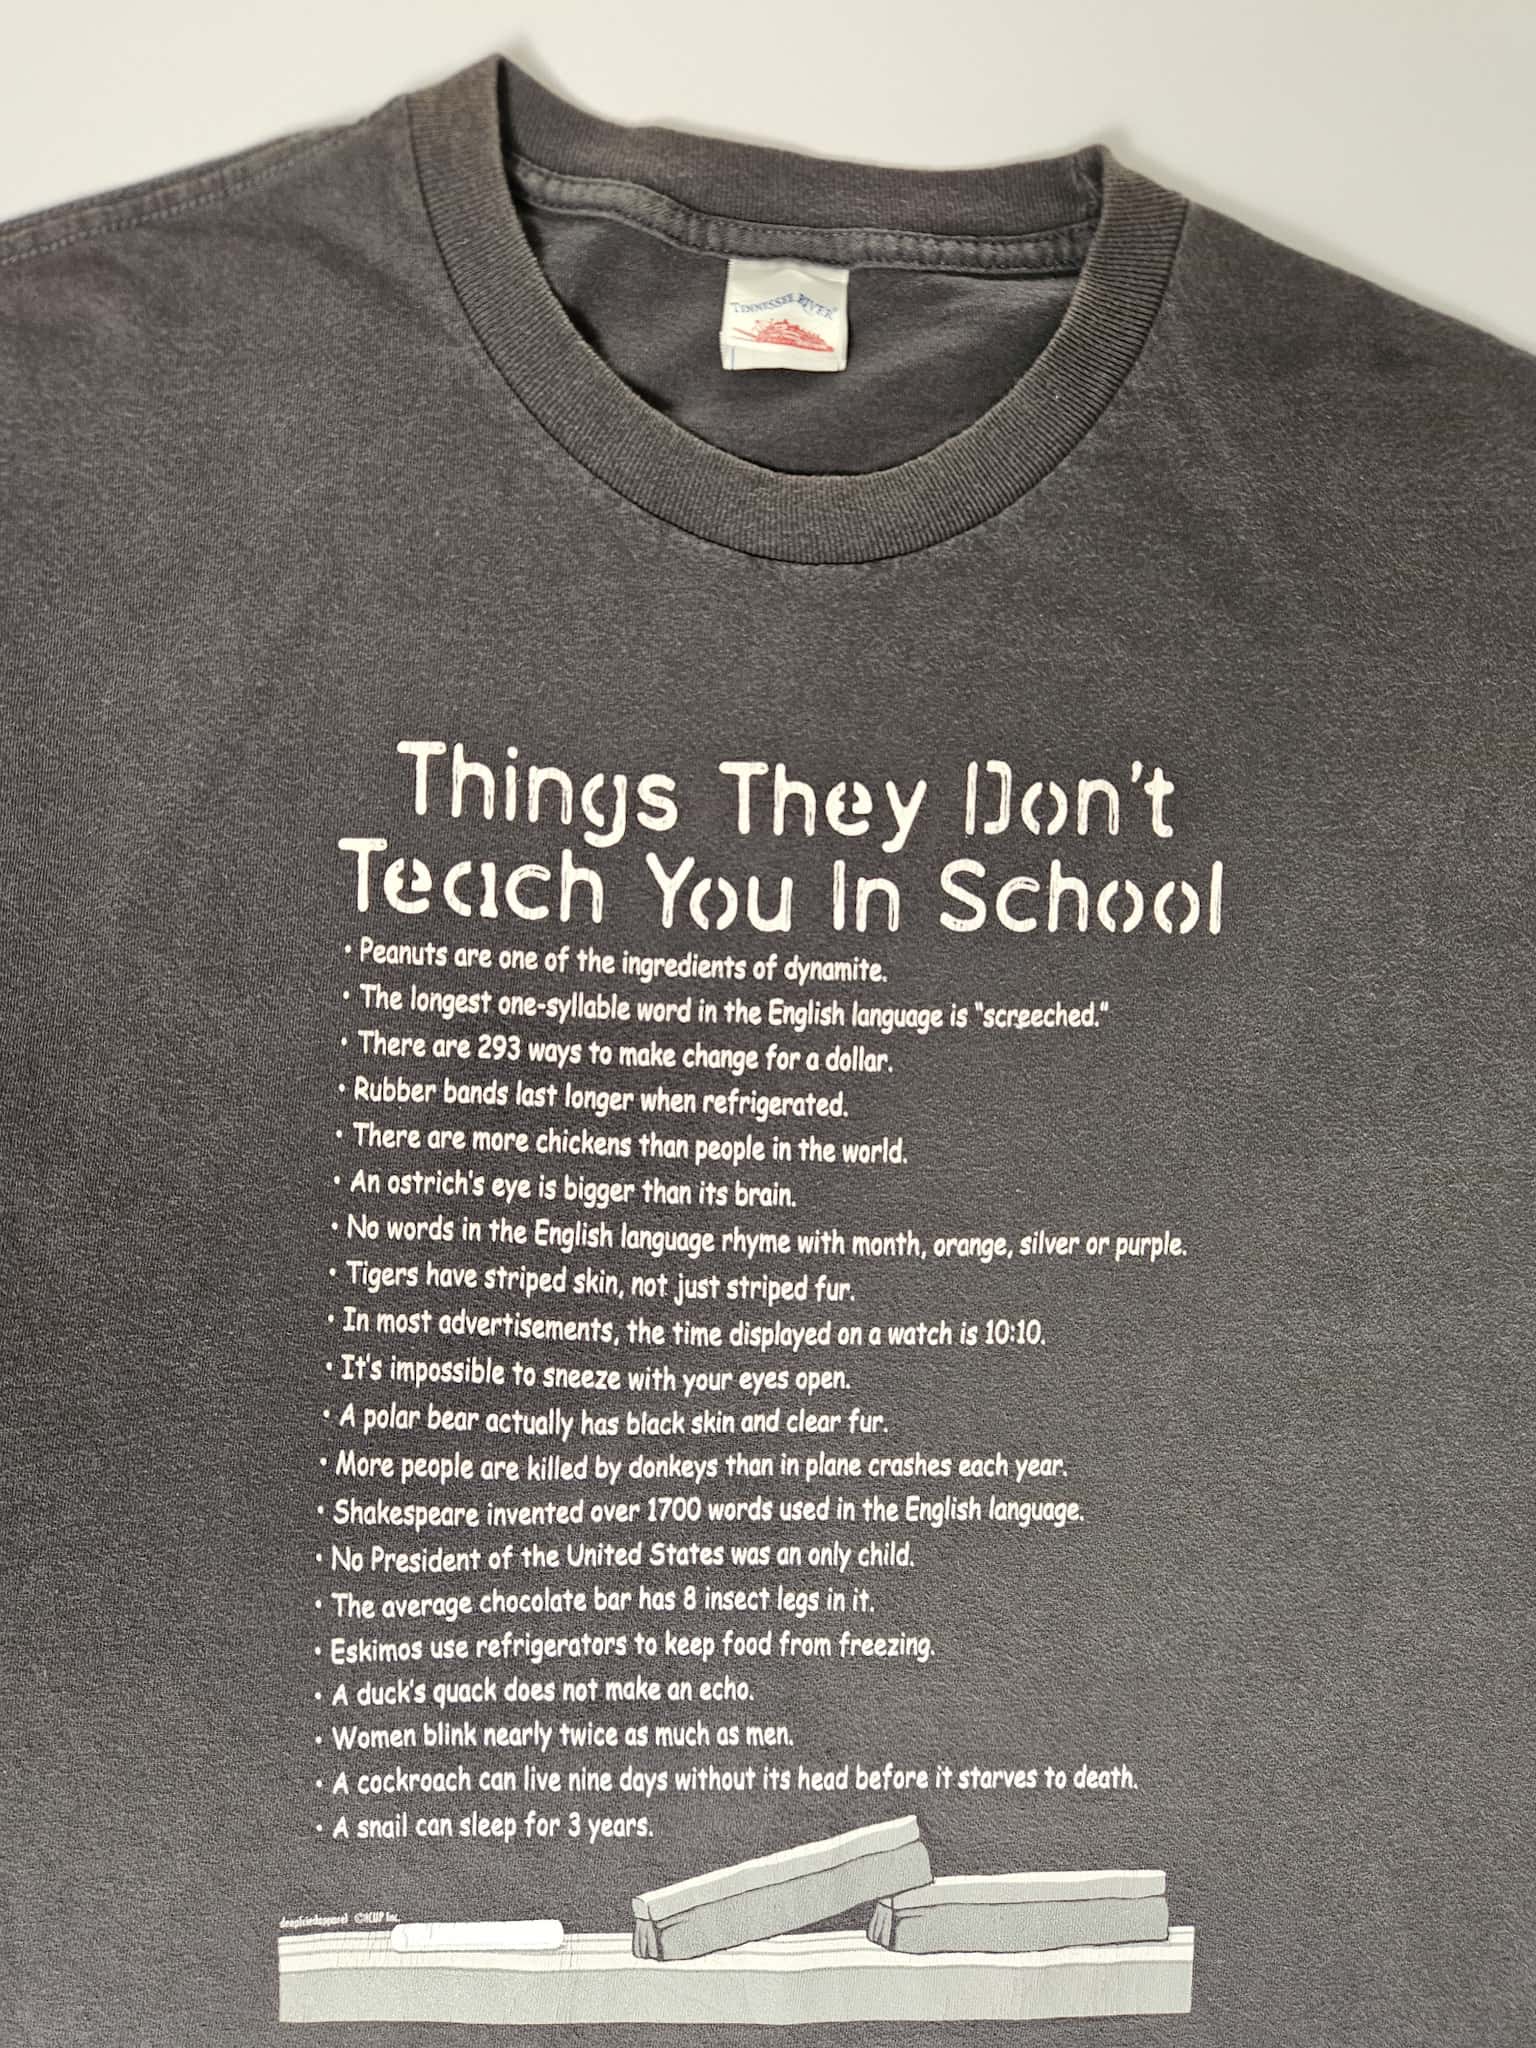 TENNESSEE RIVER®
Things They Don't
Teach You In School
• Peanuts are one of the ingredients of dynamite.
• The longest one-syllable word in the English language is "screeched."
• There are 293 ways to make change for a dollar.
• Rubber bands last longer when refrigerated.
• There are more chickens than people in the world.
• An ostrich's eye is bigger than its brain.
• No words in the English language rhyme with month, orange, silver or purple.
• Tigers have striped skin, not just striped fur.
• In most advertisements, the time displayed on a watch is 10:10.
• It's impossible to sneeze with your eyes open.
• A polar bear actually has black skin and clear fur.
• More people are killed by donkeys than in plane crashes each year.
• Shakespeare invented over 1700 words used in the English language.
• No President of the United States was an only child.
• The average chocolate bar has 8 insect legs in it.
• Eskimos use refrigerators to keep food from freezing.
• A duck's quack does not make an echo.
• Women blink nearly twice as much as men.
• A cockroach can live nine days without its head before it starves to death.
• A snail can sleep for 3 years.
©ICUP Inc.